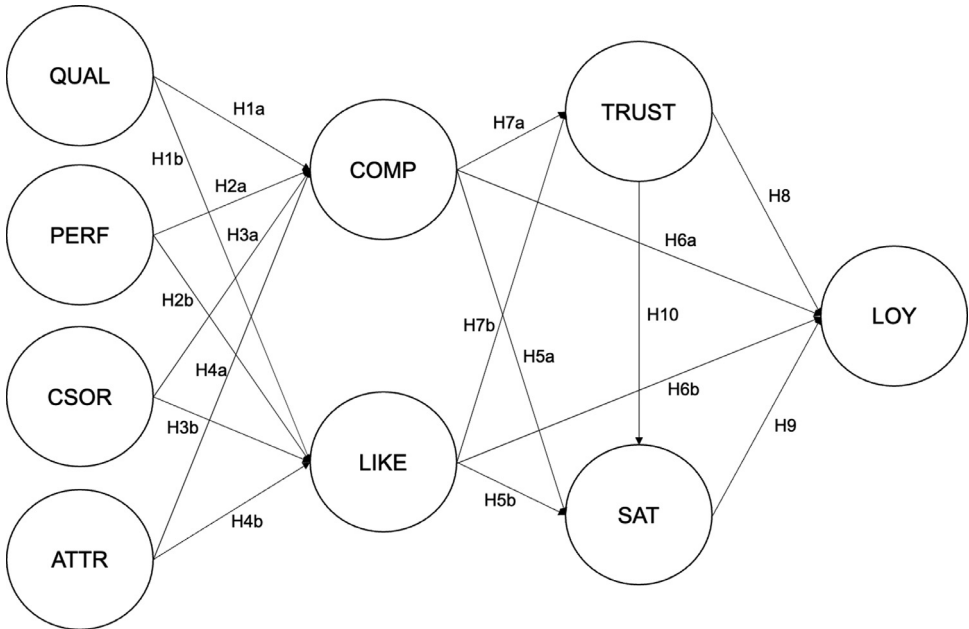 QUAL
PERF
CSOR
ATTR
H1a
H1b
H2a
H3a
H2b
H4a
H3b
H4b
COMP
LIKE
H7a
H6a
H7b
H5a
H6b
H5b
TRUST
H10
SAT
H8
H9
LOY